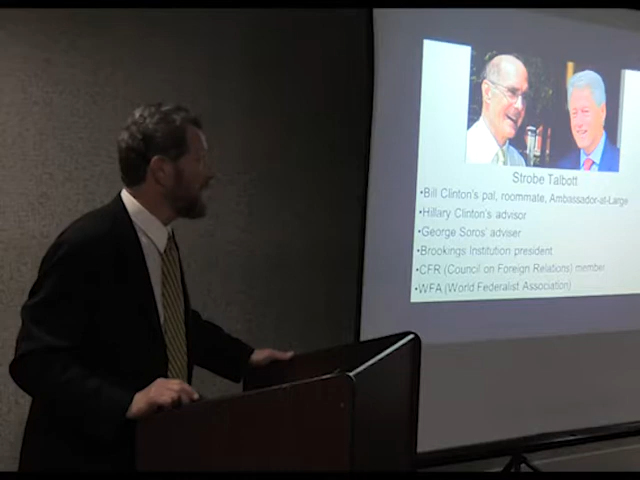 Strobe Talbott
•Bill Clinton's pal, roommate, Ambassador-at-Large
•Hillary Clinton's advisor
•George Soros' adviser
•Brookings Institution president
•CFR (Council on Foreign Relations) member
•WFA (World Federalist Association)